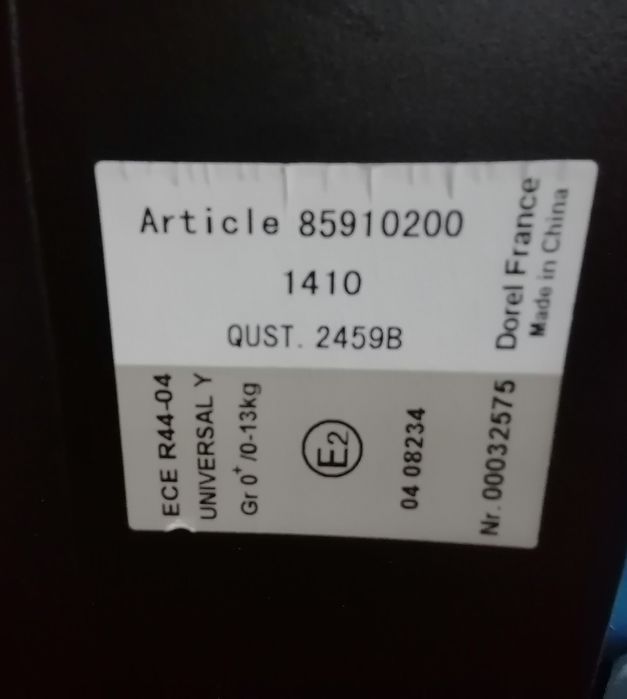 Article 85910200
1410
QUST. 2459B
Dorel France
Made in China
ECE R44-04
UNIVERSAL Y
Gr 0+ /0-13kg
E2
04 08234
Nr. 00032575